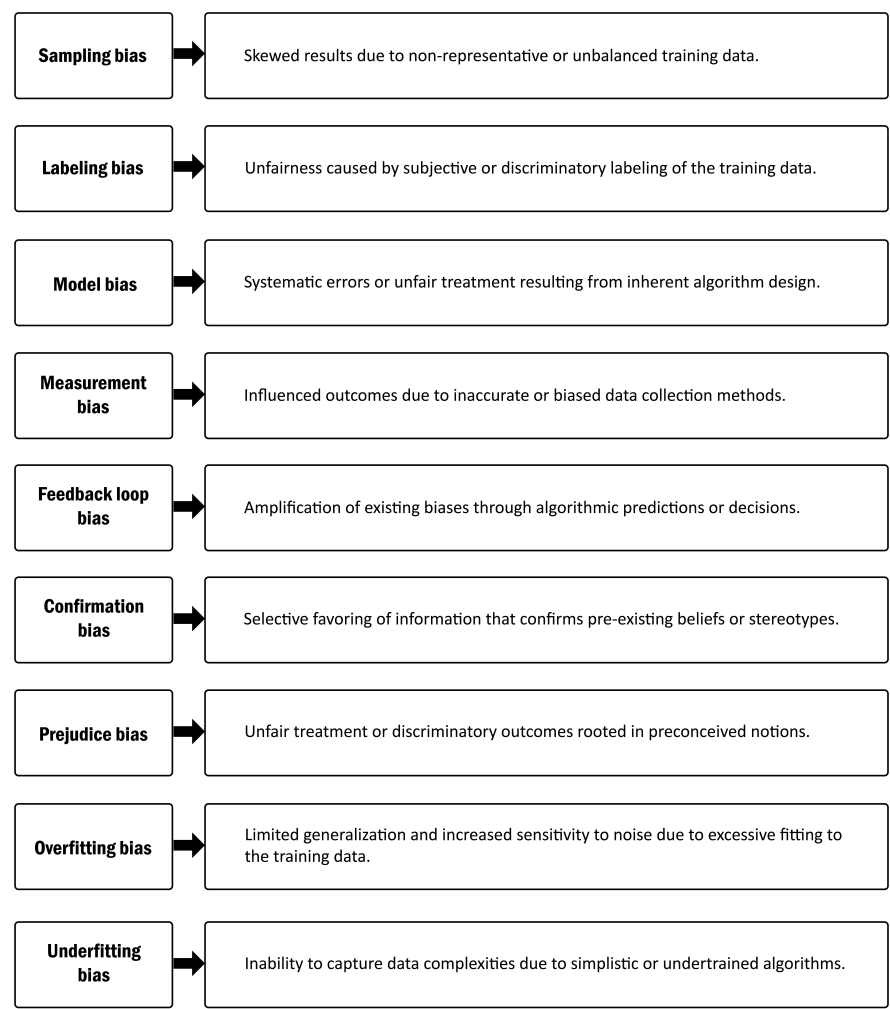 Sampling bias
Skewed results due to non-representative or unbalanced training data.
Labeling bias
Unfairness caused by subjective or discriminatory labeling of the training data.
Model bias
Systematic errors or unfair treatment resulting from inherent algorithm design.
Measurement
bias
Influenced outcomes due to inaccurate or biased data collection methods.
Feedback loop
bias
Amplification of existing biases through algorithmic predictions or decisions.
Confirmation
bias
Selective favoring of information that confirms pre-existing beliefs or stereotypes.
Prejudice bias
Unfair treatment or discriminatory outcomes rooted in preconceived notions.
Overfitting bias
Limited generalization and increased sensitivity to noise due to excessive fitting to
the training data.
Underfitting
bias
Inability to capture data complexities due to simplistic or undertrained algorithms.